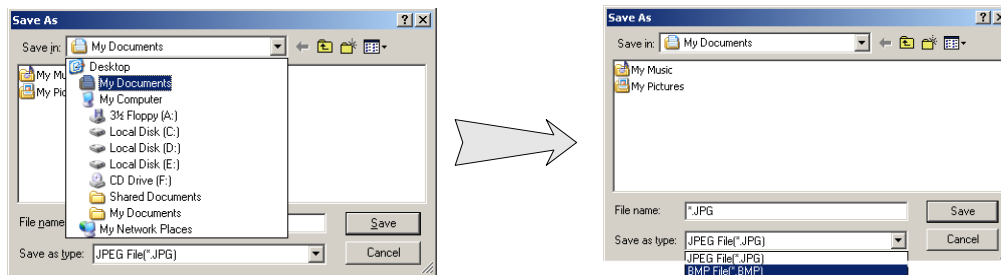 Save As
Save in: My Documents
Desktop
My Documents
My Computer
3½ Floppy (A:)
Local Disk (C:)
Local Disk (D:)
Local Disk (E:)
CD Drive (F:)
Shared Documents
My Documents
My Network Places
My Mu
My Pic
File name
Save
Save as type: JPEG File(*.JPG)
Cancel
Save As
Save in: My Documents
My Music
My Pictures
File name: *.JPG
Save
Save as type: JPEG File(*.JPG)
Cancel
JPEG File(*.JPG)
BMP File(*.BMP)